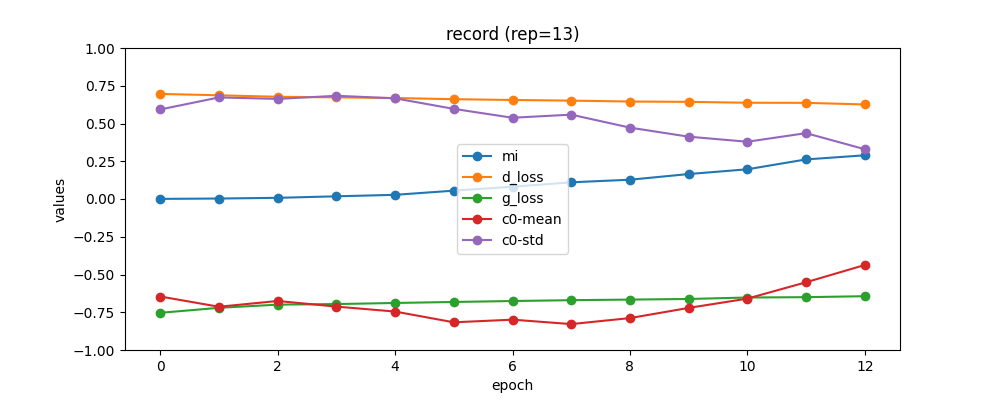 record (rep=13)
1.00
0.75
0.50
0.25
0.00
−0.25
−0.50
−0.75
−1.00
values
mi
d_loss
g_loss
c0-mean
c0-std
0 2 4 6 8 10 12
epoch